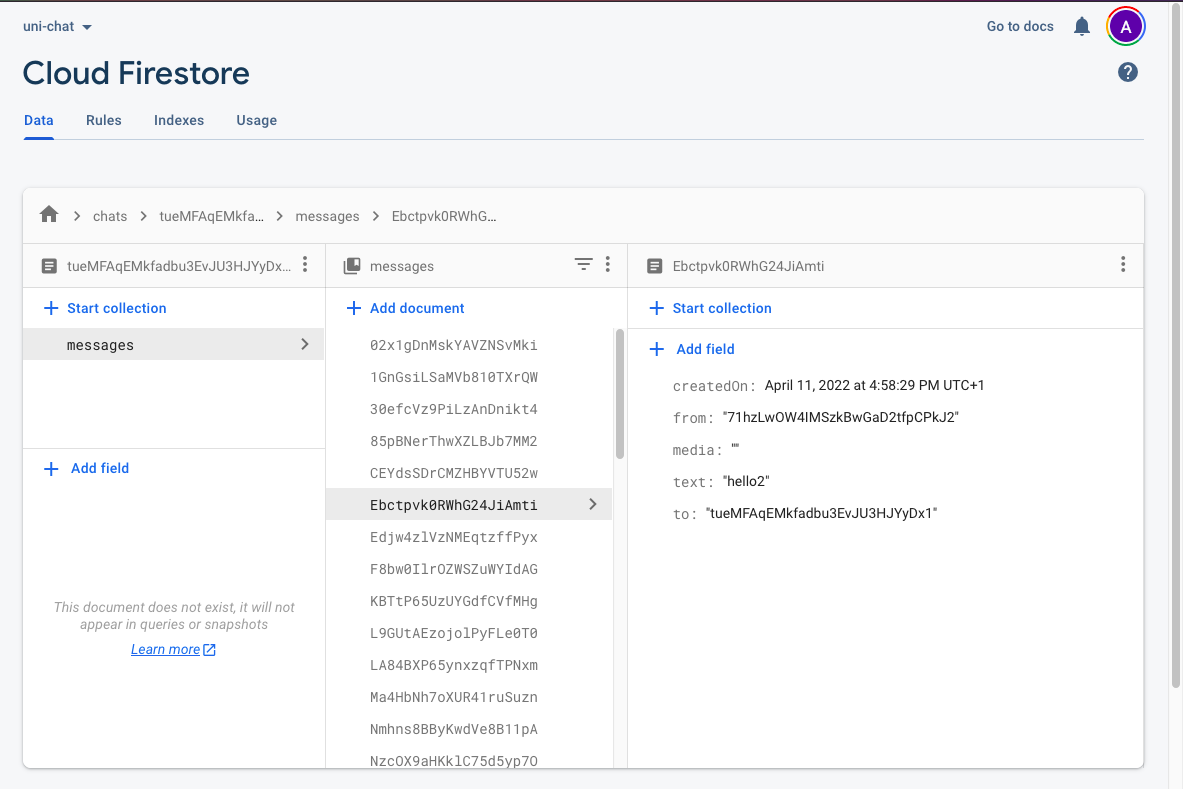 uni-chat
Go to docs
A
Cloud Firestore
?
Data Rules Indexes Usage
chats tueMFAqEMkfa... messages Ebctpvk0RWhG...
tueMFAqEMkfadbu3EvJU3HJYyDx...
Start collection
messages
Add field
This document does not exist, it will not
appear in queries or snapshots
Learn more
messages
Add document
02x1gDnMskYAVZNSvMki
1GnGsiLSaMVb810TXrQW
30efcVz9PiLzAnDnikt4
85pBNerThwXZLBJb7MM2
CEYdsSDrCMZHBYVTU52w
Ebctpvk0RWhG24JiAmti
Edjw4zlVzNMEqtzffPyx
F8bw0IlrOZWSZuWYIdAG
KBTtP65UzUYGdfCVfMHg
L9GUtAEzojolPyFLe0T0
LA84BXP65ynxzqfTPNxm
Ma4HbNh7oXUR41ruSuzn
Nmhns8BByKwdVe8B11pA
NzcOX9aHKklC75d5yp7O
Ebctpvk0RWhG24JiAmti
Start collection
Add field
createdOn: April 11, 2022 at 4:58:29 PM UTC+1
from: "71hzLwOW4IMSzkBwGaD2tfpCPkJ2"
media: ""
text: "hello2"
to: "tueMFAqEMkfadbu3EvJU3HJYyDx1"